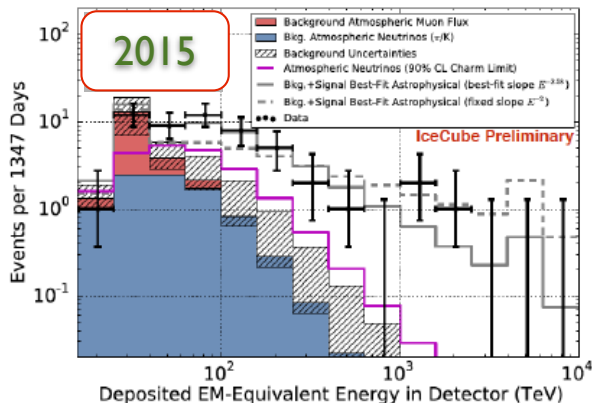 2015
Background Atmospheric Muon Flux
Bkg. Atmospheric Neutrinos (π/K)
Background Uncertainties
Atmospheric Neutrinos (90% CL Charm Limit)
Bkg.+Signal Best-Fit Astrophysical (best-fit slope E^-2.58)
Bkg.+Signal Best-Fit Astrophysical (fixed slope E^-2)
Data
IceCube Preliminary
Events per 1347 Days
10^2
10^1
10^0
10^-1
10^2
10^3
10^4
Deposited EM-Equivalent Energy in Detector (TeV)